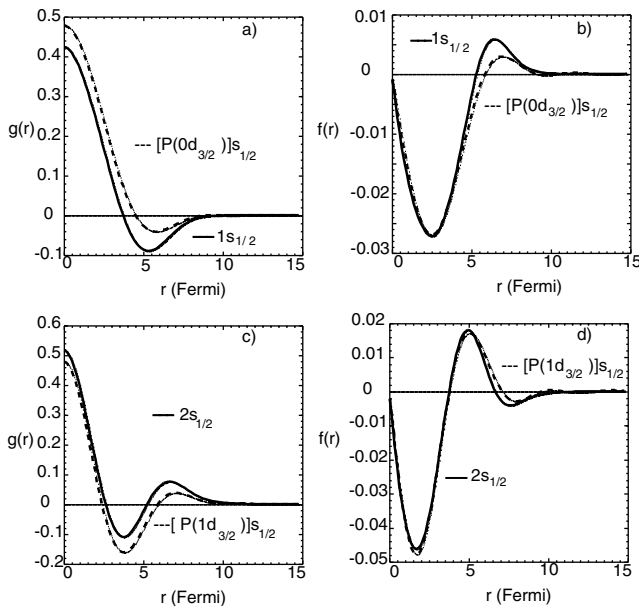 a)
0.5
0.4
0.3
0.2
0.1
0
-0.1
g(r)
--- [P(0d3/2)]s1/2
1s1/2
0 5 10 15
r (Fermi)
b)
0.01
0
-0.01
-0.02
-0.03
f(r)
1s1/2
--- [P(0d3/2)]s1/2
0 5 10 15
r (Fermi)
c)
0.6
0.5
0.4
0.3
0.2
0.1
0
-0.1
-0.2
g(r)
2s1/2
---[ P(1d3/2)]s1/2
0 5 10 15
r (Fermi)
d)
0.02
0.01
0
-0.01
-0.02
-0.03
-0.04
-0.05
f(r)
--- [P(1d3/2)]s1/2
2s1/2
0 5 10 15
r (Fermi)